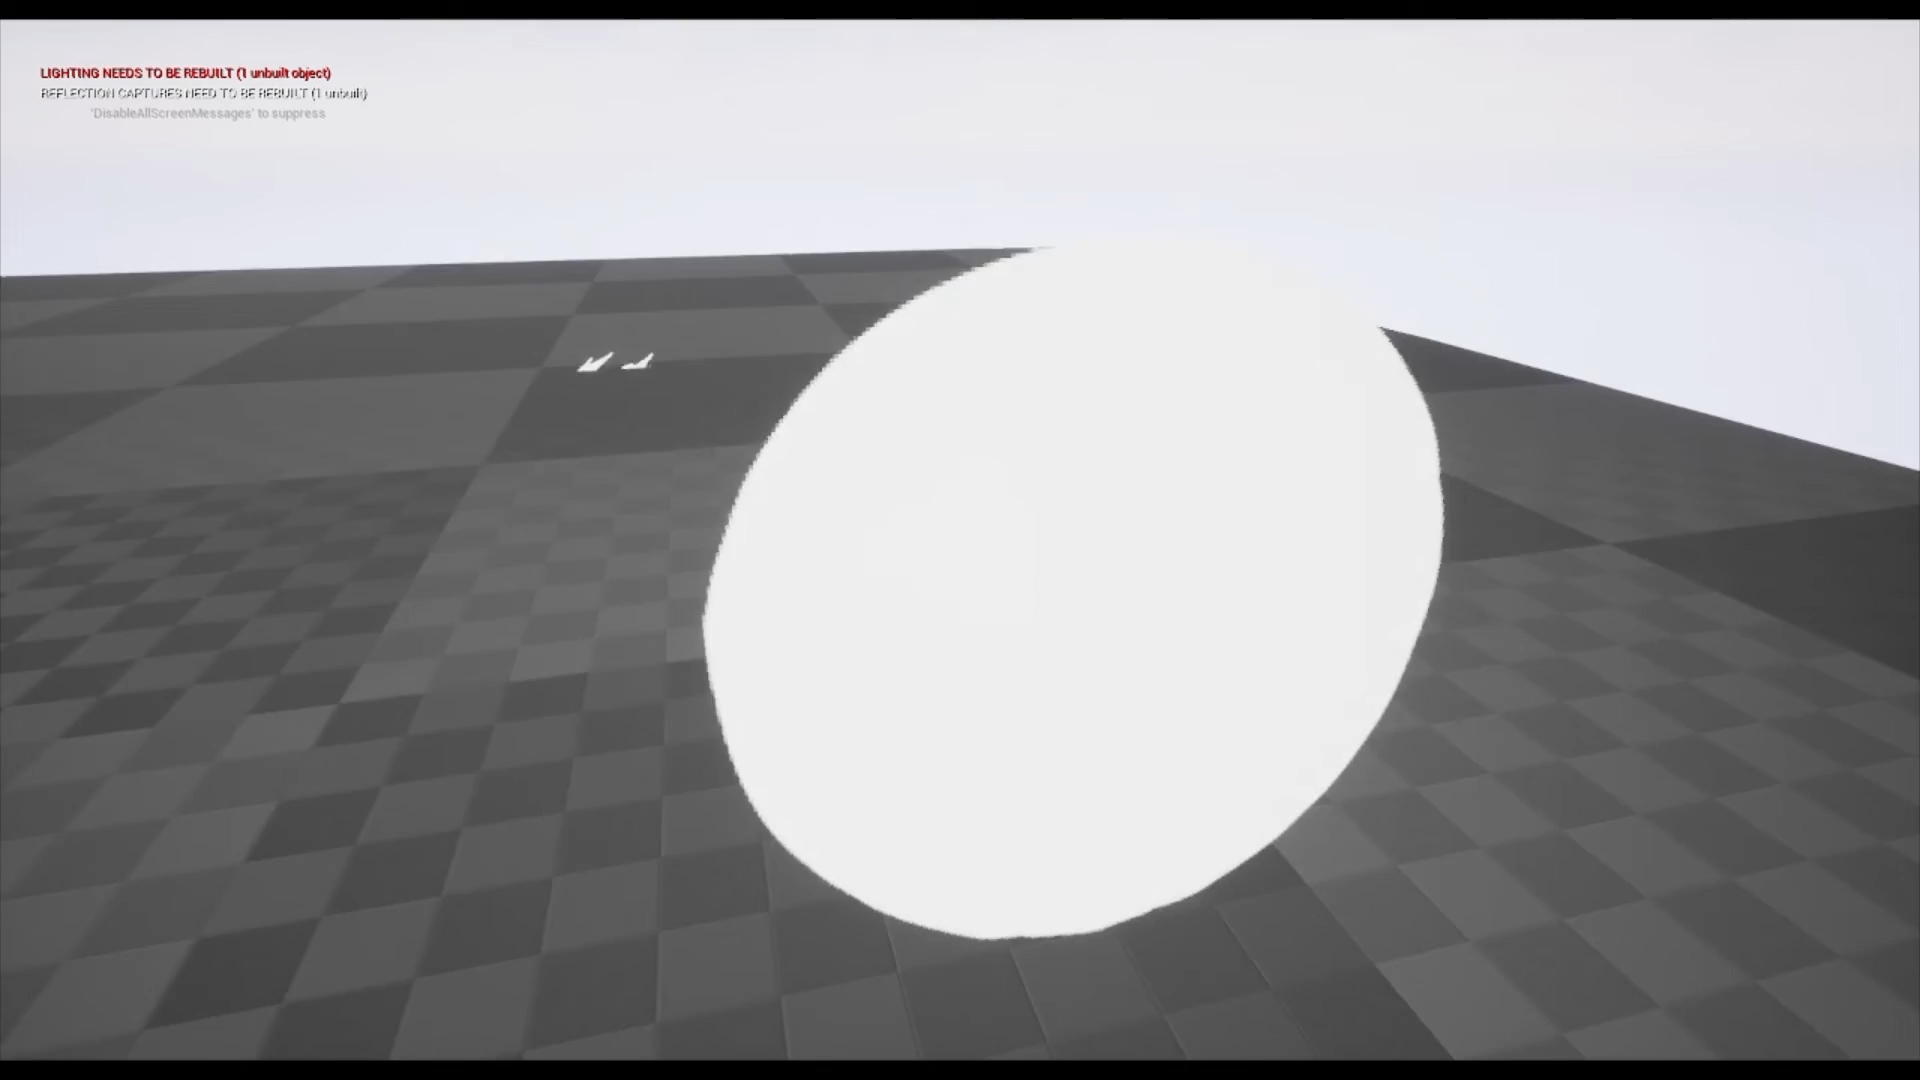 LIGHTING NEEDS TO BE REBUILT (1 unbuilt object)
REFLECTION CAPTURES NEED TO BE REBUILT (1 unbuilt)
'DisableAllScreenMessages' to suppress